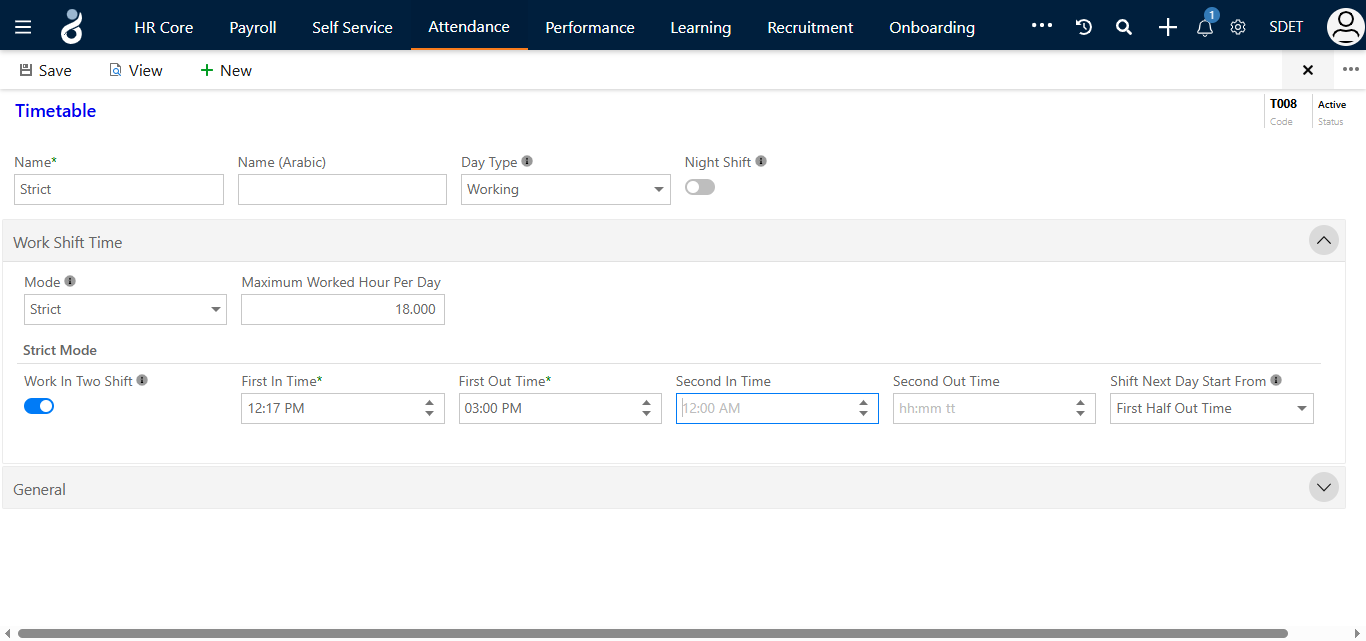 HR Core Payroll Self Service Attendance Performance Learning Recruitment Onboarding ••• 1 SDET
Save View + New
Timetable T008 Active
Code Status
Name* Name (Arabic) Day Type Night Shift
Strict Working
Work Shift Time
Mode Maximum Worked Hour Per Day
Strict 18.000
Strict Mode
Work In Two Shift First In Time* First Out Time* Second In Time Second Out Time Shift Next Day Start From
12:17 PM 03:00 PM 12:00 AM hh:mm tt First Half Out Time
General